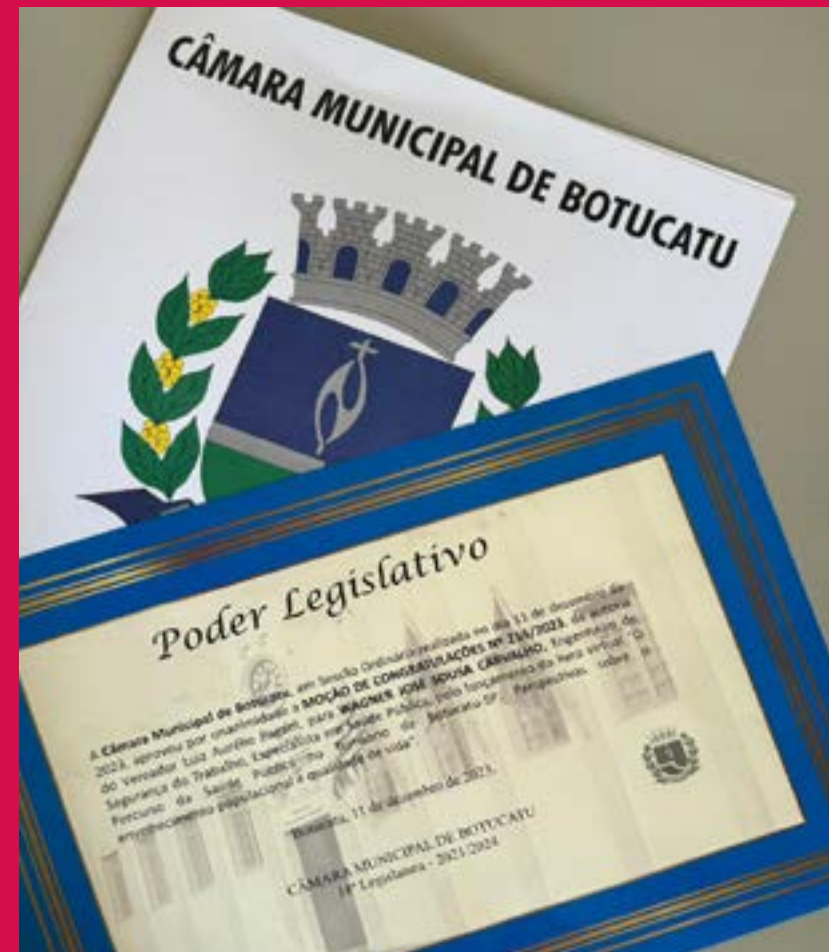 CÂMARA MUNICIPAL DE BOTUCATU
Poder Legislativo
A Câmara Municipal de Botucatu, em Sessão Ordinária realizada no dia 11 de dezembro de
2023, aprovou por unanimidade a MOÇÃO DE CONGRATULAÇÕES Nº /2023, de autoria
do Vereador Luiz Aurélio Pagani, para WAGNER JOSÉ SOUSA CARVALHO, Engenheiro de
Segurança do Trabalho, Especialista em Saúde Pública, pelo lançamento do livro virtual "O
Percurso da Saúde Pública no Município de Botucatu-SP: Perspectivas sobre o
envelhecimento populacional e qualidade de vida"
Botucatu, 11 de dezembro de 2023.
CÂMARA MUNICIPAL DE BOTUCATU
18ª Legislatura - 2021/2024